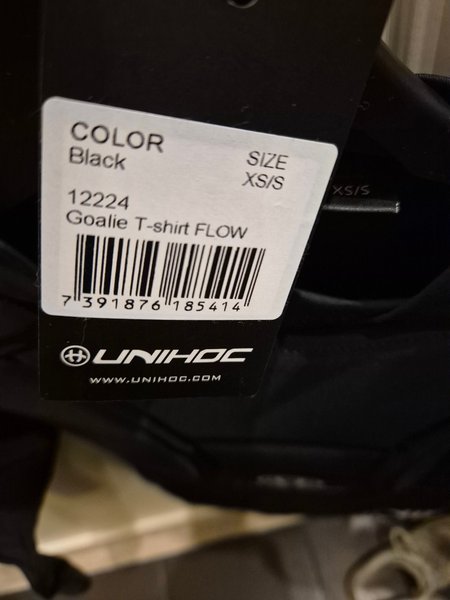 COLOR
Black
SIZE
XS/S
12224
Goalie T-shirt FLOW
7 391876 185414
UNIHOC
WWW.UNIHOC.COM
XS/S